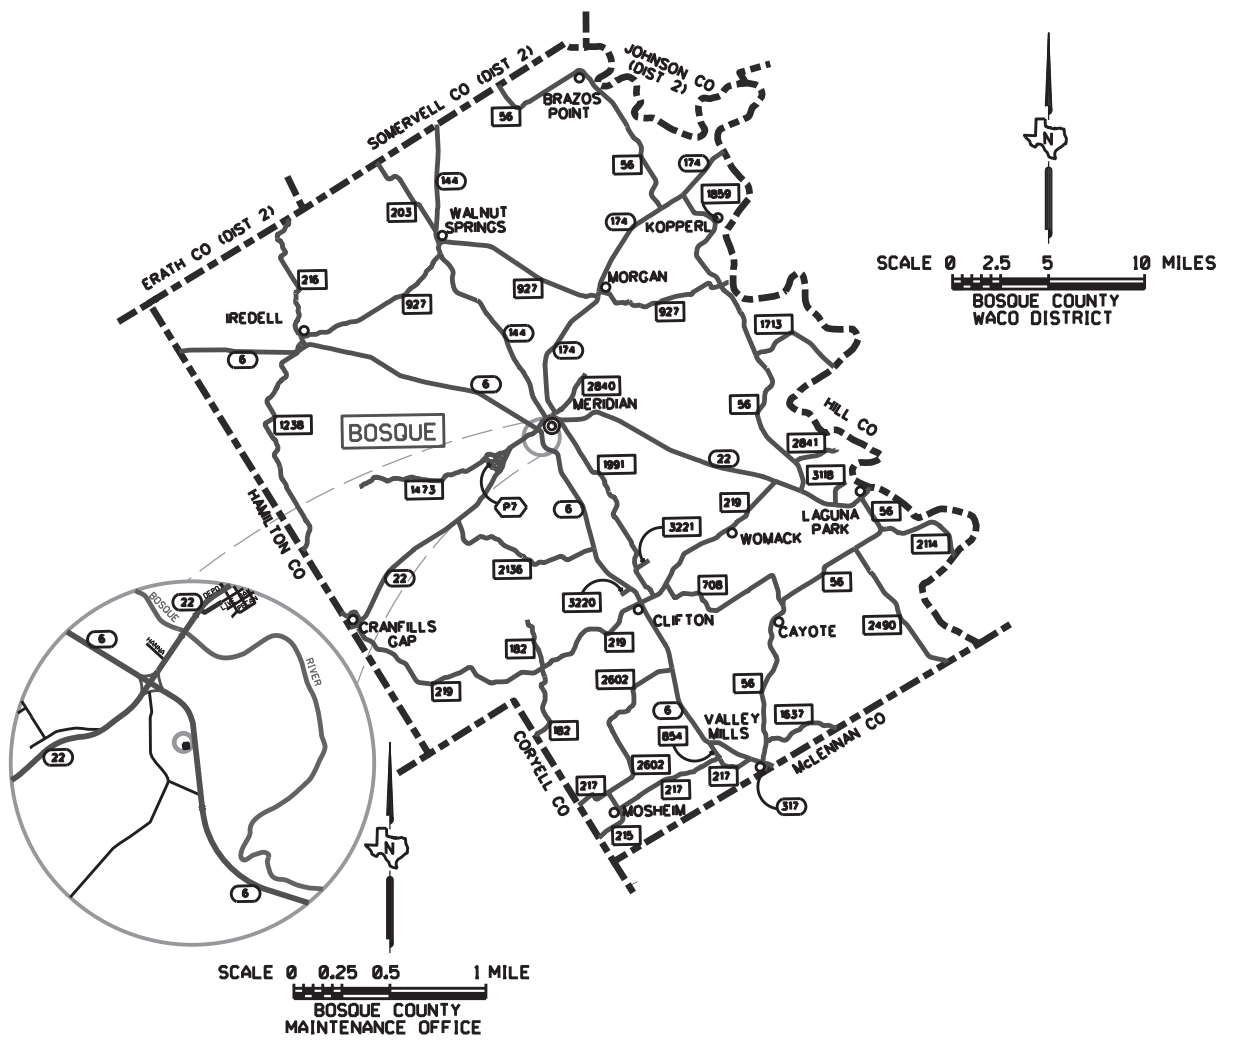 JOHNSON CO
(DIST 2)
SOMERVELL CO (DIST 2)
BRAZOS
POINT
56
56
174
144
1859
203
WALNUT
SPRINGS
174
KOPPERL
ERATH CO (DIST 2)
216
MORGAN
927
927
927
IREDELL
1713
144
174
6
6
2840
MERIDIAN
56
HILL CO
BOSQUE
1238
2841
22
1991
3118
1473
P7
6
219
LAGUNA
PARK
56
HAMILTON CO
3221
WOMACK
2114
2136
22
708
56
3220
CLIFTON
CRANFILLS
GAP
CAYOTE
2490
182
219
2602
56
219
6
1637
VALLEY
MILLS
182
854
McLENNAN CO
CORYELL CO
2602
217
217
217
MOSHEIM
317
215
N
SCALE 0 2.5 5 10 MILES
BOSQUE COUNTY
WACO DISTRICT
BOSQUE
22
DEPOT
6
HANNA
RIVER
22
6
N
SCALE 0 0.25 0.5 1 MILE
BOSQUE COUNTY
MAINTENANCE OFFICE